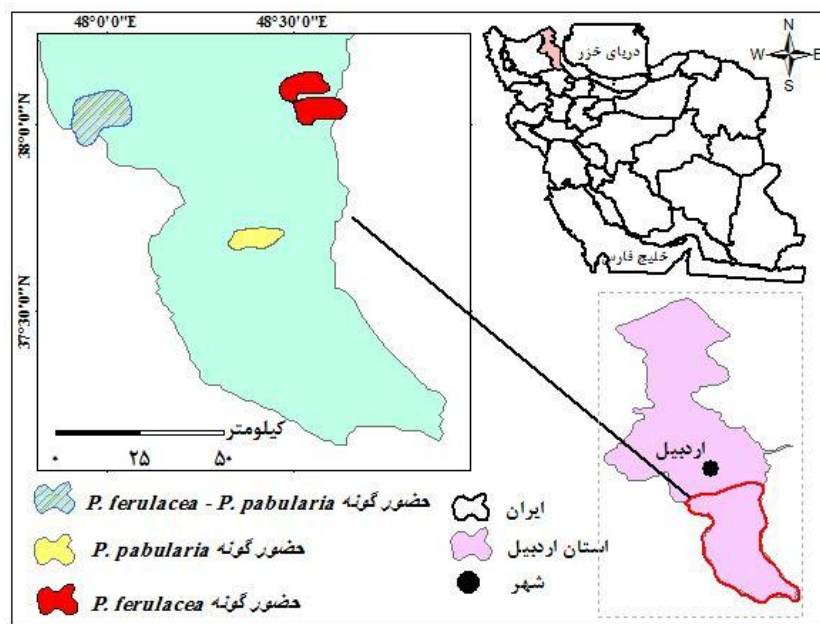 48°0'0"E
48°30'0"E
38°0'0"N
37°30'0"N
کیلومتر
۰ ۲۵ ۵۰
N
W E
S
دریای خزر
خلیج فارس
اردبیل
حضور گونه P. ferulacea - P. pabularia
حضور گونه P. pabularia
حضور گونه P. ferulacea
ایران
استان اردبیل
شهر